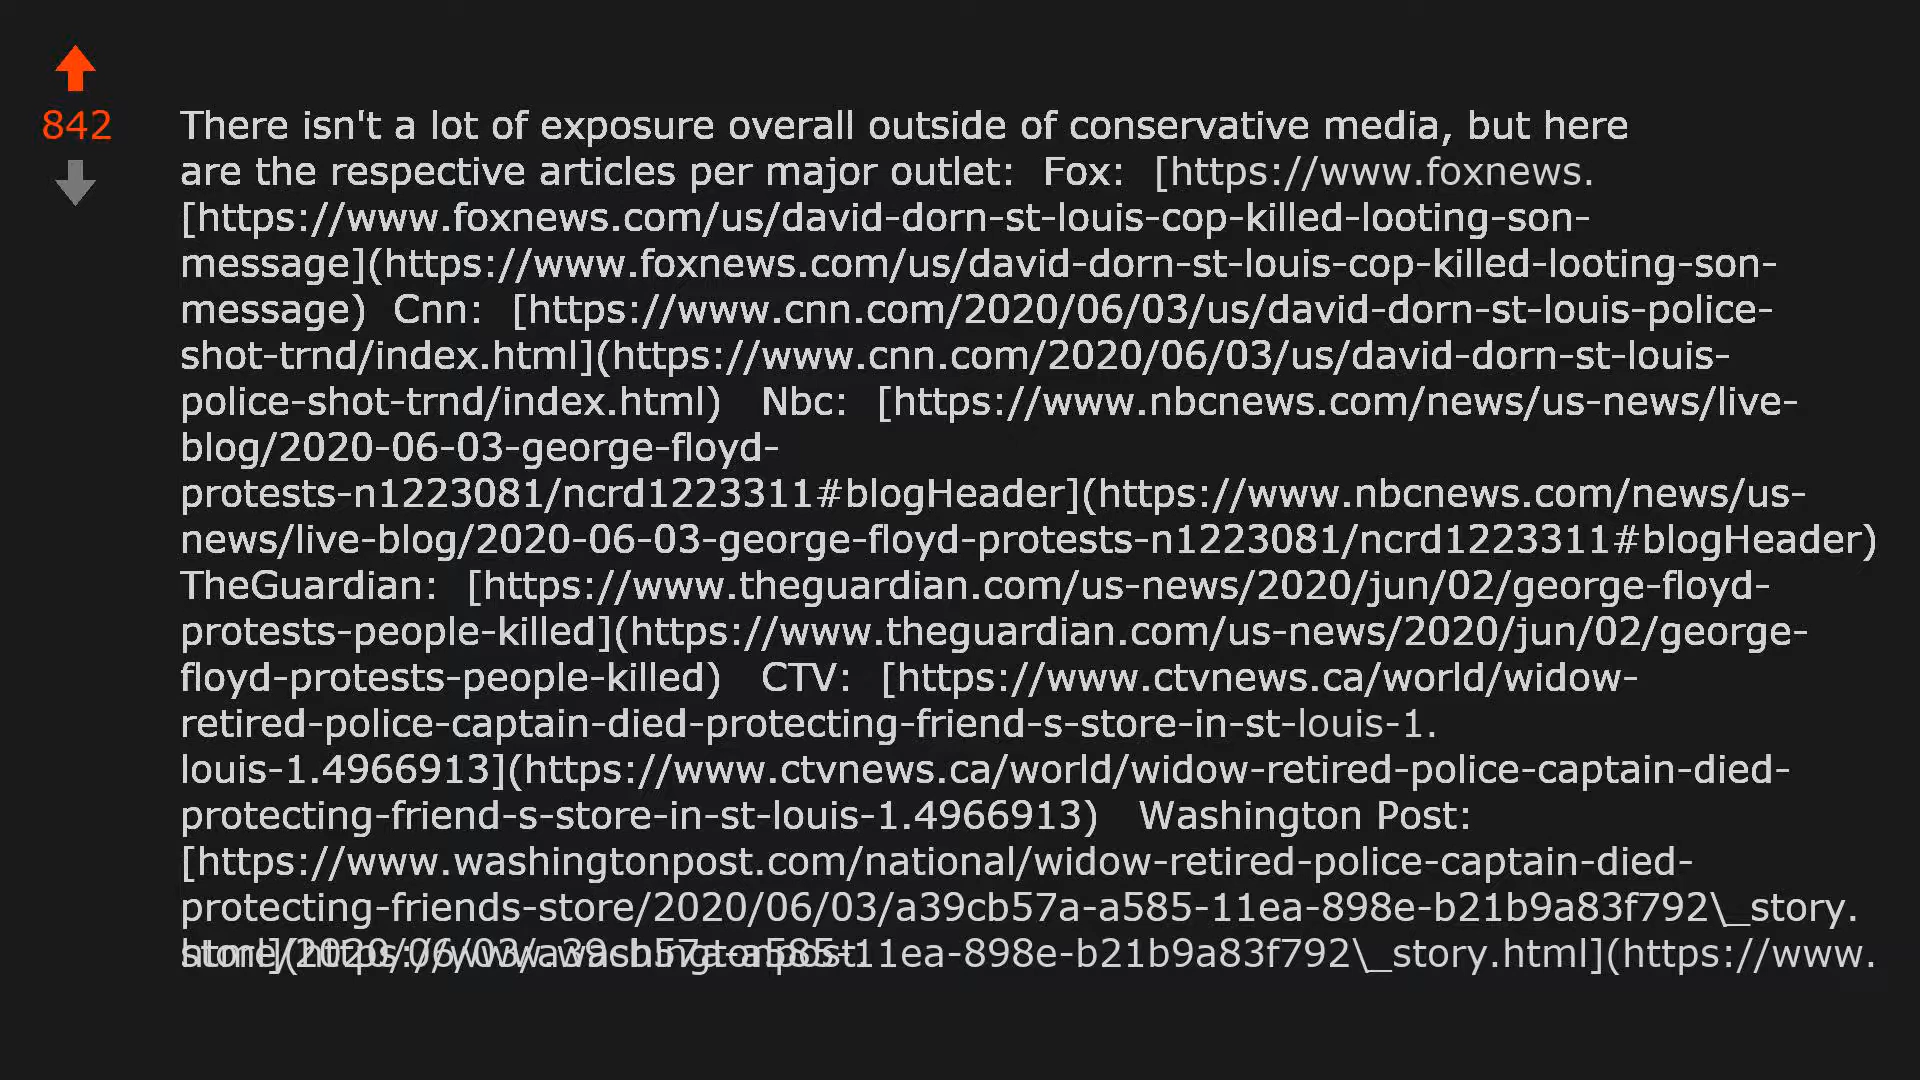 842
There isn't a lot of exposure overall outside of conservative media, but here
are the respective articles per major outlet:  Fox:  [https://www.foxnews.
[https://www.foxnews.com/us/david-dorn-st-louis-cop-killed-looting-son-
message](https://www.foxnews.com/us/david-dorn-st-louis-cop-killed-looting-son-
message)  Cnn:  [https://www.cnn.com/2020/06/03/us/david-dorn-st-louis-police-
shot-trnd/index.html](https://www.cnn.com/2020/06/03/us/david-dorn-st-louis-
police-shot-trnd/index.html)   Nbc:  [https://www.nbcnews.com/news/us-news/live-
blog/2020-06-03-george-floyd-
protests-n1223081/ncrd1223311#blogHeader](https://www.nbcnews.com/news/us-
news/live-blog/2020-06-03-george-floyd-protests-n1223081/ncrd1223311#blogHeader)
TheGuardian:  [https://www.theguardian.com/us-news/2020/jun/02/george-floyd-
protests-people-killed](https://www.theguardian.com/us-news/2020/jun/02/george-
floyd-protests-people-killed)   CTV:  [https://www.ctvnews.ca/world/widow-
retired-police-captain-died-protecting-friend-s-store-in-st-louis-1.
louis-1.4966913](https://www.ctvnews.ca/world/widow-retired-police-captain-died-
protecting-friend-s-store-in-st-louis-1.4966913)   Washington Post:
[https://www.washingtonpost.com/national/widow-retired-police-captain-died-
protecting-friends-store/2020/06/03/a39cb57a-a585-11ea-898e-b21b9a83f792\_story.
11ea-898e-b21b9a83f792\_story.html](https://www.